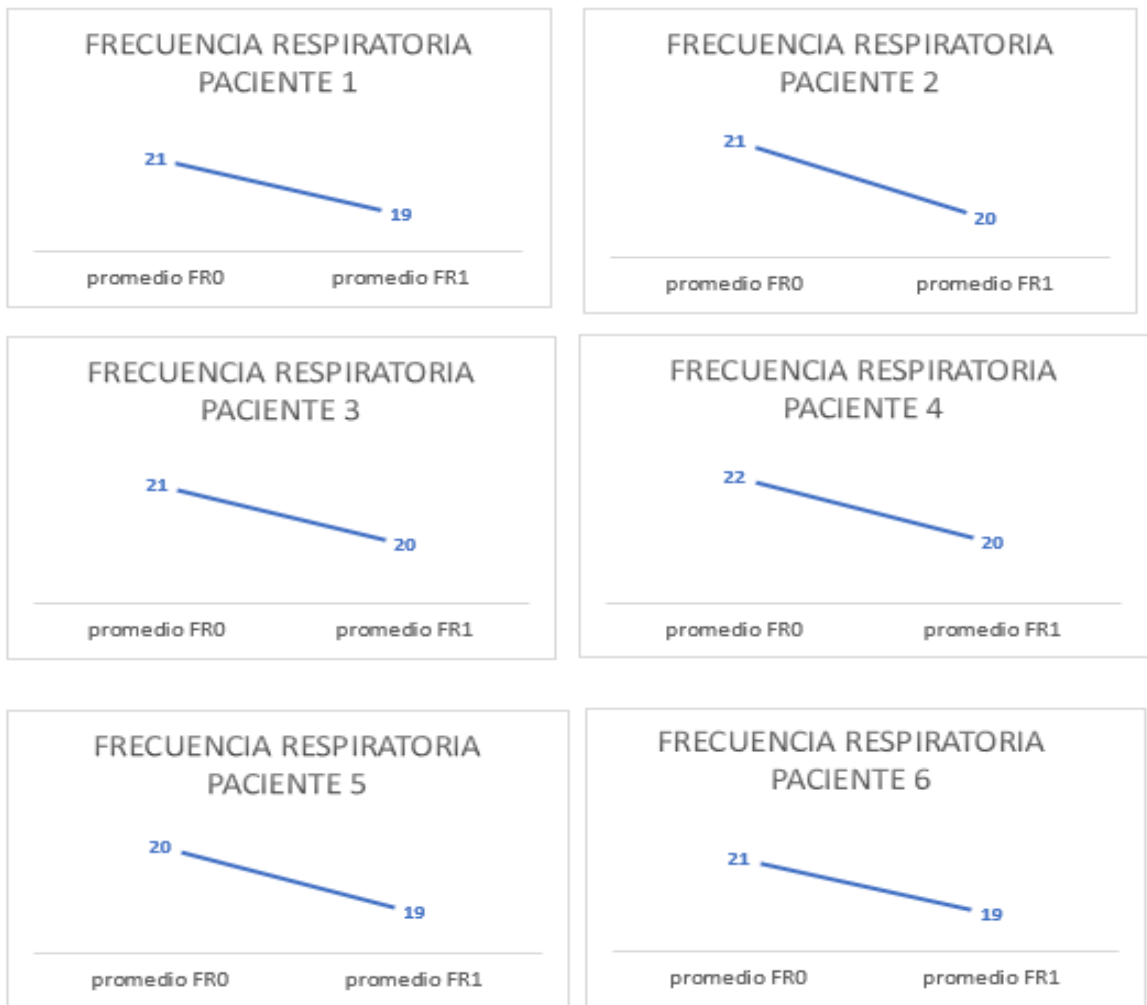 FRECUENCIA RESPIRATORIA
PACIENTE 1
21
19
promedio FR0 promedio FR1
FRECUENCIA RESPIRATORIA
PACIENTE 2
21
20
promedio FR0 promedio FR1
FRECUENCIA RESPIRATORIA
PACIENTE 3
21
20
promedio FR0 promedio FR1
FRECUENCIA RESPIRATORIA
PACIENTE 4
22
20
promedio FR0 promedio FR1
FRECUENCIA RESPIRATORIA
PACIENTE 5
20
19
promedio FR0 promedio FR1
FRECUENCIA RESPIRATORIA
PACIENTE 6
21
19
promedio FR0 promedio FR1